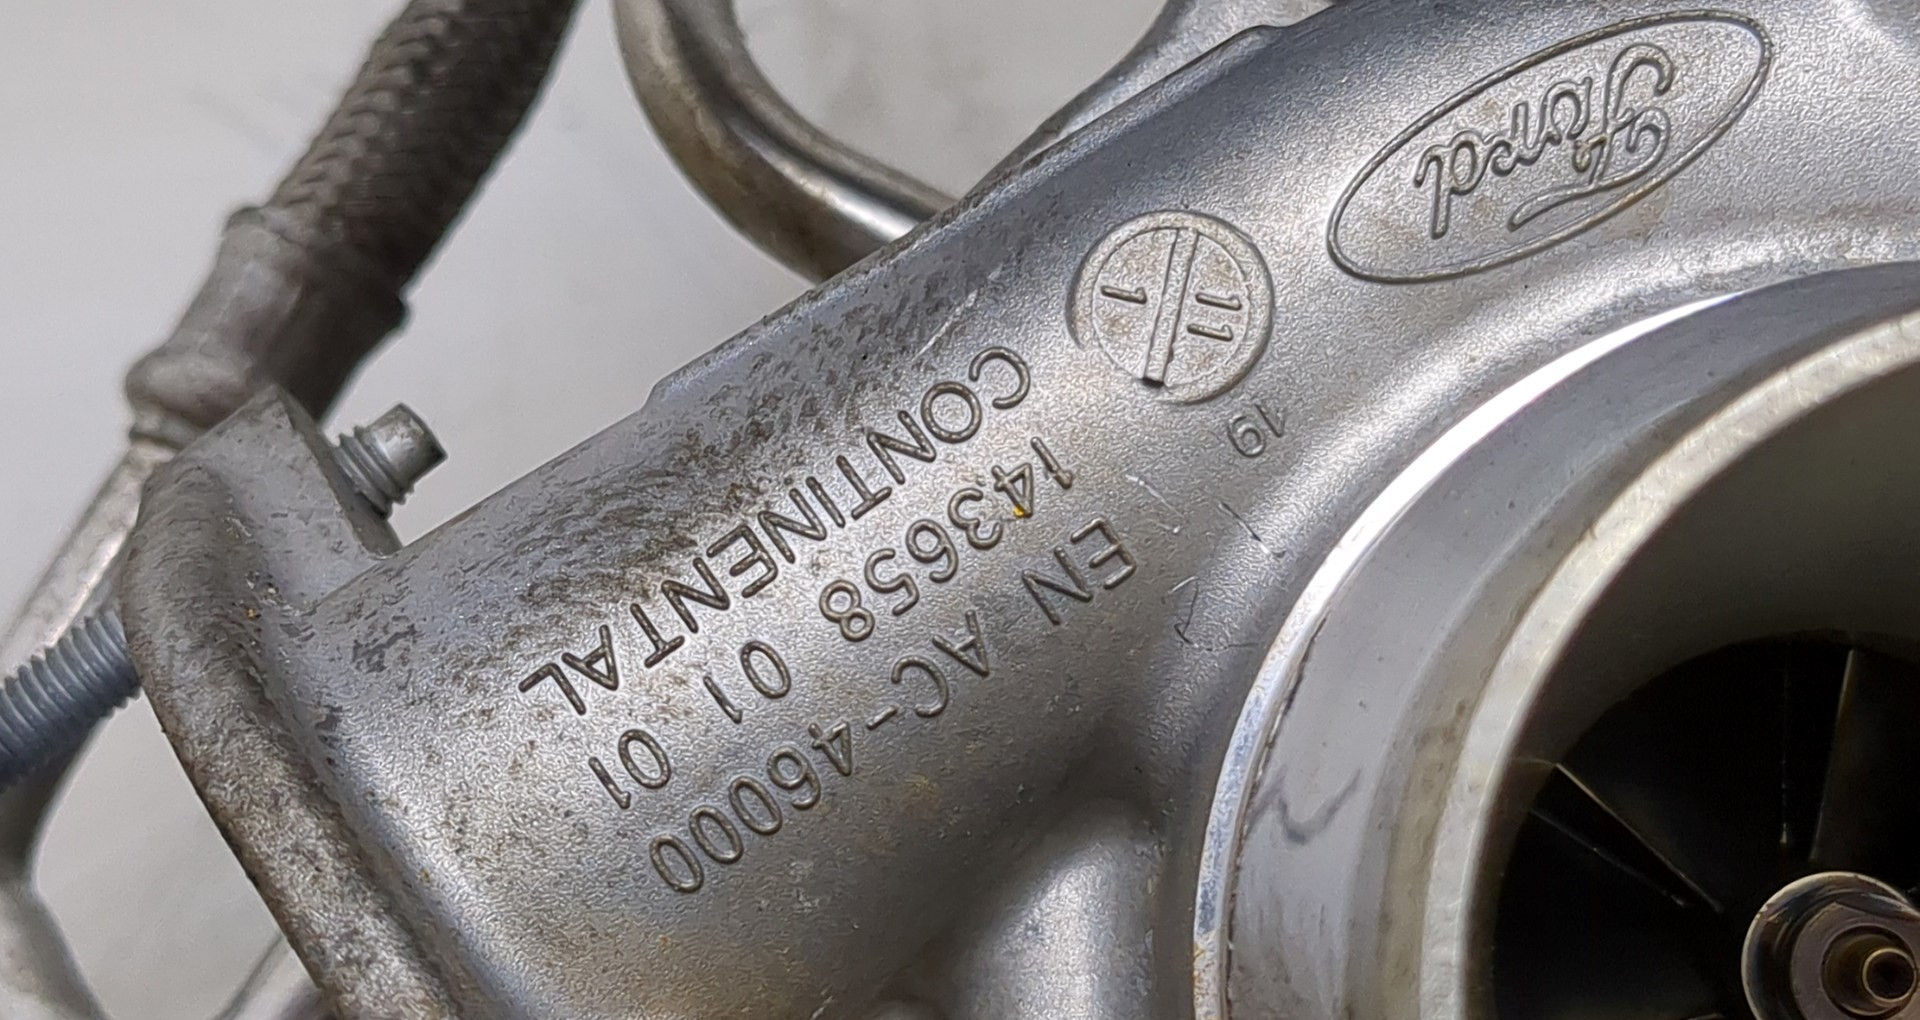 Ford
19
11
1
EN AC-46000
143658 01 01
CONTINENTAL